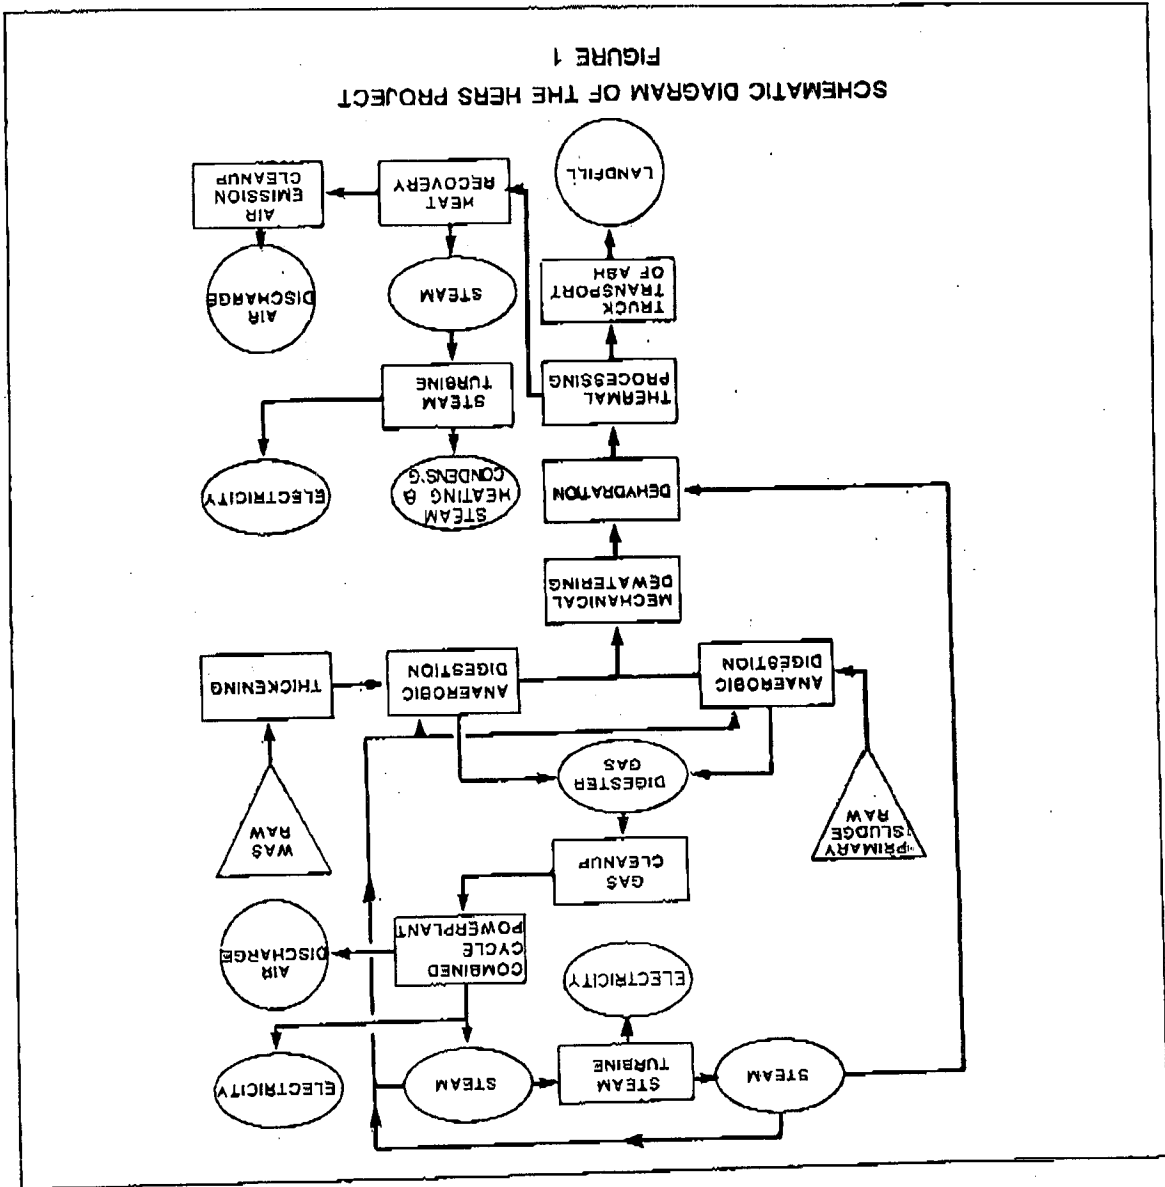 STEAM
STEAM
TURBINE
STEAM
ELECTRICITY
ELECTRICITY
COMBINED
CYCLE
POWERPLANT
AIR
DISCHARGE
PRIMARY
SLUDGE
RAW
GAS
CLEANUP
WAS
RAW
DIGESTER
GAS
ANAEROBIC
DIGESTION
ANAEROBIC
DIGESTION
THICKENING
MECHANICAL
DEWATERING
DEHYDRATION
STEAM
HEATING &
CONDENS'G
ELECTRICITY
THERMAL
PROCESSING
STEAM
TURBINE
TRUCK
TRANSPORT
OF ASH
STEAM
AIR
DISCHARGE
LANDFILL
HEAT
RECOVERY
AIR
EMISSION
CLEANUP
SCHEMATIC DIAGRAM OF THE HERS PROJECT
FIGURE 1